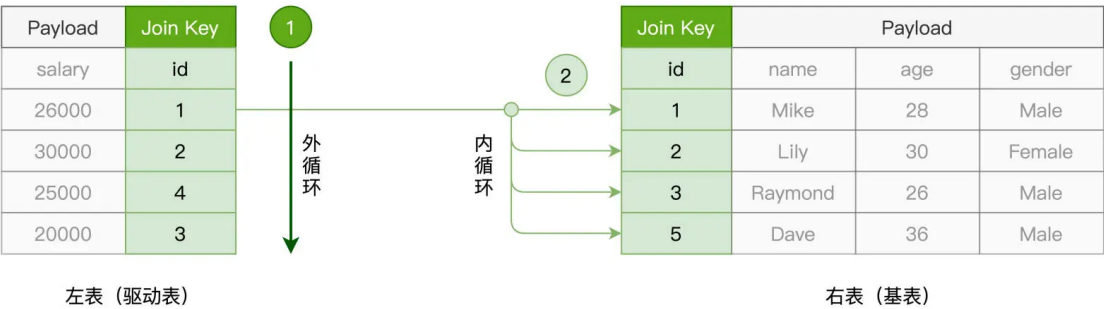 Payload Join Key 1 Join Key Payload
salary id 2 id name age gender
26000 1 1 Mike 28 Male
30000 2 外循环 内循环 2 Lily 30 Female
25000 4 3 Raymond 26 Male
20000 3 5 Dave 36 Male
左表（驱动表） 右表（基表）